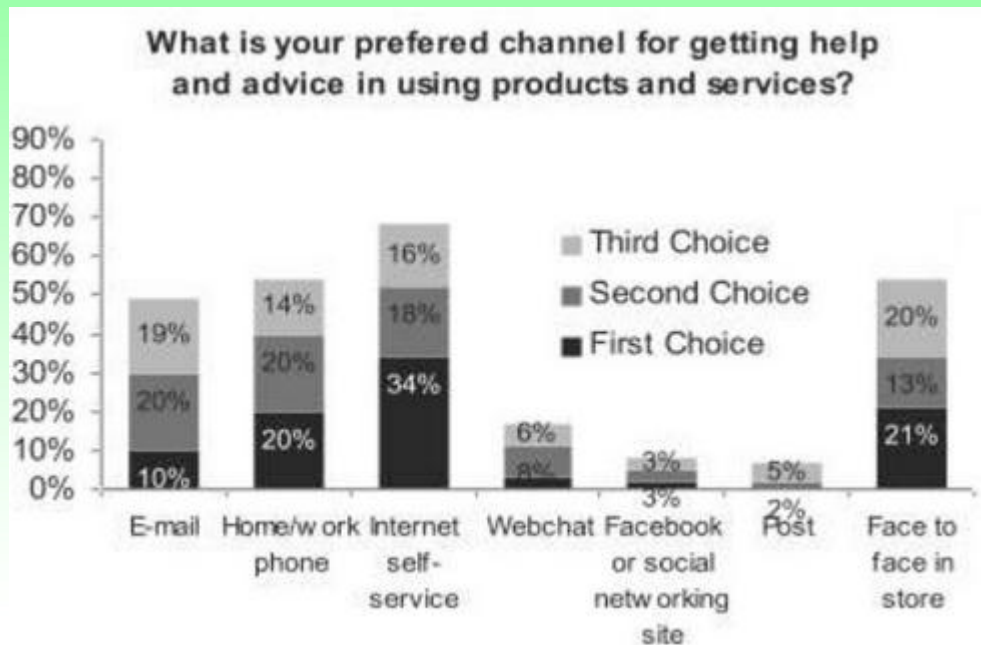 What is your prefered channel for getting help
and advice in using products and services?
90%
80%
70%
60%
50%
40%
30%
20%
10%
0%
Third Choice
Second Choice
First Choice
19%
20%
10%
14%
20%
20%
16%
18%
34%
6%
8%
3%
3%
5%
2%
20%
13%
21%
E-mail
Home/work
phone
Internet
self-
service
Webchat
Facebook
or social
networking
site
Post
Face to
face in
store